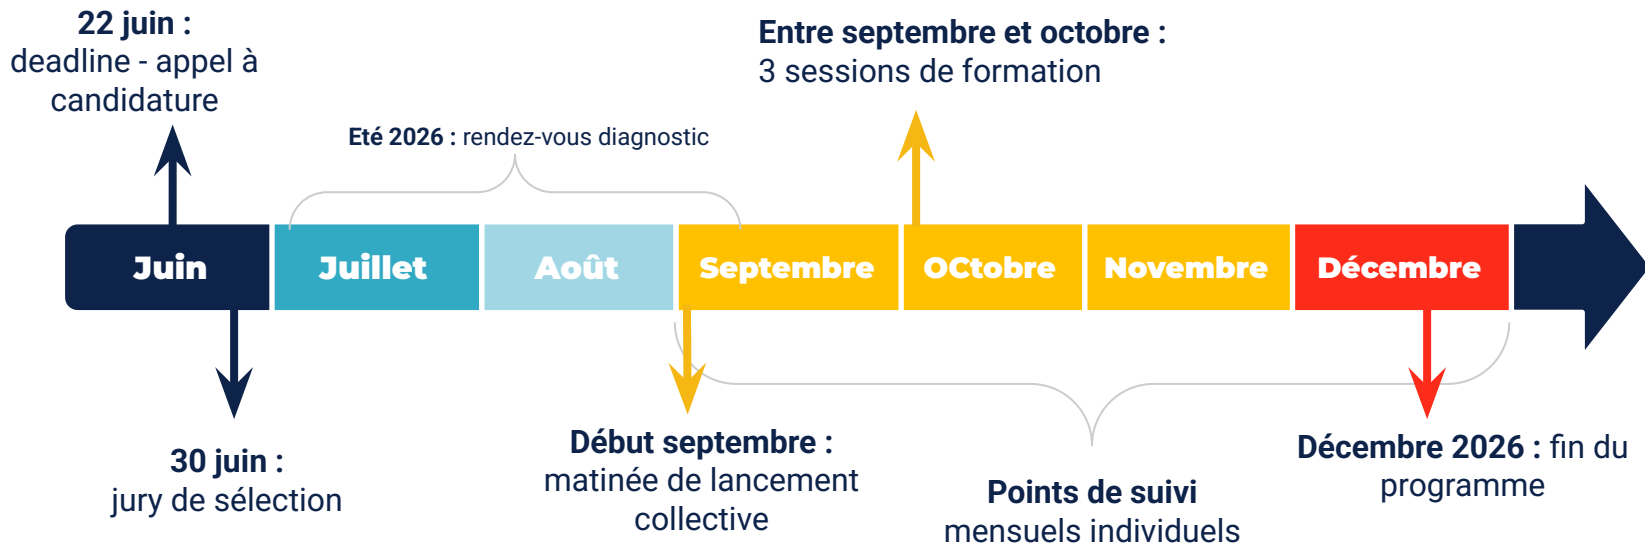 22 juin :
deadline - appel à
candidature
Entre septembre et octobre :
3 sessions de formation
Eté 2026 : rendez-vous diagnostic
Juin
Juillet
Août
Septembre
OCtobre
Novembre
Décembre
30 juin :
jury de sélection
Début septembre :
matinée de lancement
collective
Points de suivi
mensuels individuels
Décembre 2026 : fin du
programme